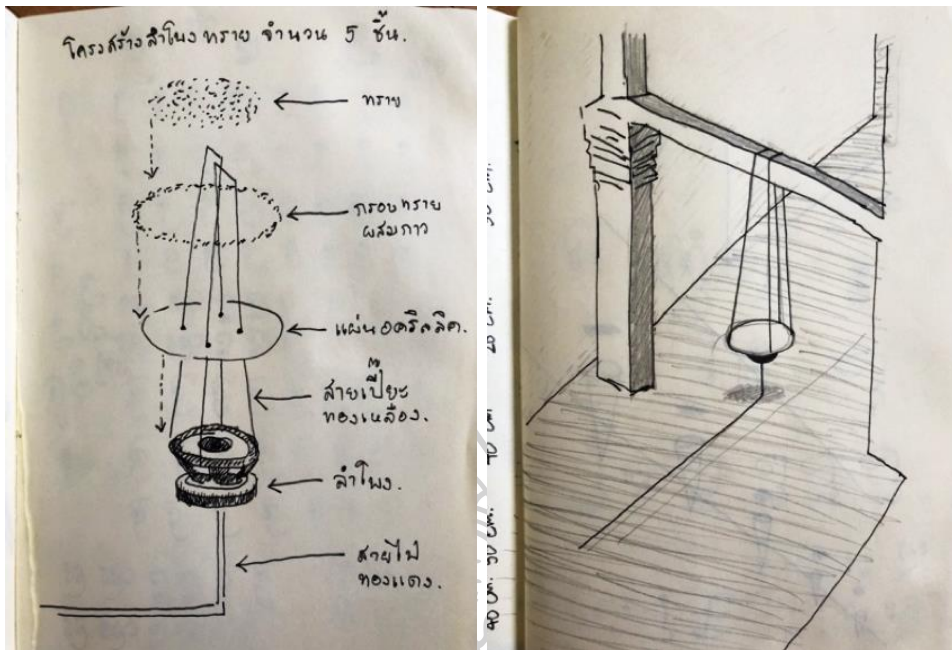 โครงสร้างลำโพงทราย จำนวน 5 ชิ้น.
ทราย
กรอบทราย
ผสมกาว
แผ่นอคริลลิค.
สายเปี๊ยะ
ทองเหลือง.
ลำโพง.
สายไฟ
ทองแดง.